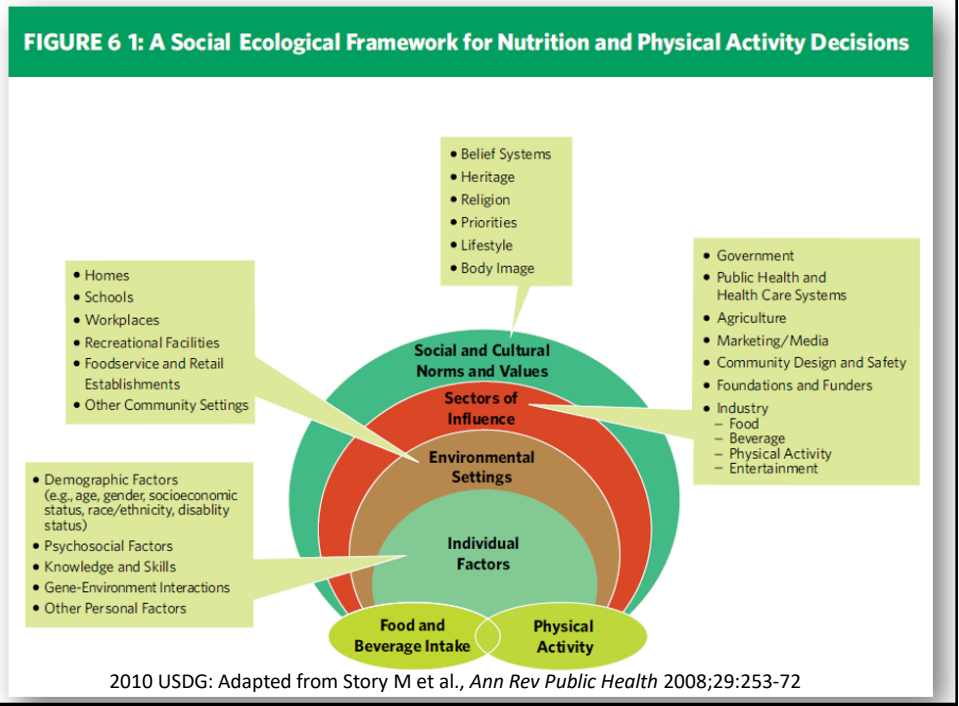 FIGURE 6 1: A Social Ecological Framework for Nutrition and Physical Activity Decisions
• Belief Systems
• Heritage
• Religion
• Priorities
• Lifestyle
• Body Image
• Homes
• Schools
• Workplaces
• Recreational Facilities
• Foodservice and Retail
Establishments
• Other Community Settings
• Government
• Public Health and
Health Care Systems
• Agriculture
• Marketing/Media
• Community Design and Safety
• Foundations and Funders
• Industry
– Food
– Beverage
– Physical Activity
– Entertainment
• Demographic Factors
(e.g., age, gender, socioeconomic
status, race/ethnicity, disablity
status)
• Psychosocial Factors
• Knowledge and Skills
• Gene-Environment Interactions
• Other Personal Factors
Social and Cultural
Norms and Values
Sectors of
Influence
Environmental
Settings
Individual
Factors
Food and
Beverage Intake
Physical
Activity
2010 USDG: Adapted from Story M et al., Ann Rev Public Health 2008;29:253-72